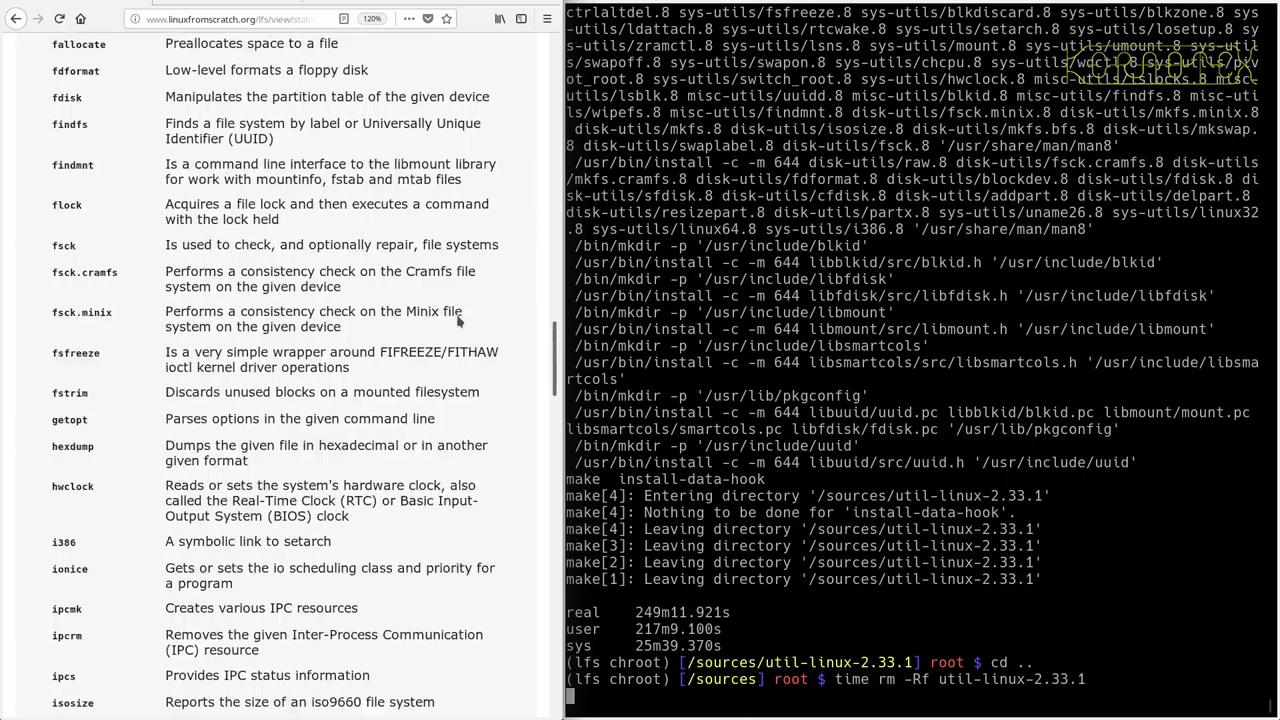 www.linuxfromscratch.org/lfs/view/stab
120%
fallocate Preallocates space to a file
fdformat Low-level formats a floppy disk
fdisk Manipulates the partition table of the given device
findfs Finds a file system by label or Universally Unique
Identifier (UUID)
findmnt Is a command line interface to the libmount library
for work with mountinfo, fstab and mtab files
flock Acquires a file lock and then executes a command
with the lock held
fsck Is used to check, and optionally repair, file systems
fsck.cramfs Performs a consistency check on the Cramfs file
system on the given device
fsck.minix Performs a consistency check on the Minix file
system on the given device
fsfreeze Is a very simple wrapper around FIFREEZE/FITHAW
ioctl kernel driver operations
fstrim Discards unused blocks on a mounted filesystem
getopt Parses options in the given command line
hexdump Dumps the given file in hexadecimal or in another
given format
hwclock Reads or sets the system's hardware clock, also
called the Real-Time Clock (RTC) or Basic Input-
Output System (BIOS) clock
i386 A symbolic link to setarch
ionice Gets or sets the io scheduling class and priority for
a program
ipcmk Creates various IPC resources
ipcrm Removes the given Inter-Process Communication
(IPC) resource
ipcs Provides IPC status information
isosize Reports the size of an iso9660 file system
ctrlaltdel.8 sys-utils/fsfreeze.8 sys-utils/blkdiscard.8 sys-utils/blkzone.8 sys
-utils/ldattach.8 sys-utils/rtcwake.8 sys-utils/setarch.8 sys-utils/losetup.8 sy
s-utils/zramctl.8 sys-utils/lsns.8 sys-utils/mount.8 sys-utils/umount.8 sys-util
s/swapoff.8 sys-utils/swapon.8 sys-utils/chcpu.8 sys-utils/wdctl.8 sys-utils/piv
ot_root.8 sys-utils/switch_root.8 sys-utils/hwclock.8 misc-utils/lslocks.8 misc-
utils/lsblk.8 misc-utils/uuidd.8 misc-utils/blkid.8 misc-utils/findfs.8 misc-util
s/wipefs.8 misc-utils/findmnt.8 disk-utils/fsck.minix.8 disk-utils/mkfs.minix.8
disk-utils/mkfs.8 disk-utils/isosize.8 disk-utils/mkfs.bfs.8 disk-utils/mkswap.
8 disk-utils/swaplabel.8 disk-utils/fsck.8 '/usr/share/man/man8'
/usr/bin/install -c -m 644 disk-utils/raw.8 disk-utils/fsck.cramfs.8 disk-utils
/mkfs.cramfs.8 disk-utils/fdformat.8 disk-utils/blockdev.8 disk-utils/fdisk.8 di
sk-utils/sfdisk.8 disk-utils/cfdisk.8 disk-utils/addpart.8 disk-utils/delpart.8
disk-utils/resizepart.8 disk-utils/partx.8 sys-utils/uname26.8 sys-utils/linux32
.8 sys-utils/linux64.8 sys-utils/i386.8 '/usr/share/man/man8'
/bin/mkdir -p '/usr/include/blkid'
/usr/bin/install -c -m 644 libblkid/src/blkid.h '/usr/include/blkid'
/bin/mkdir -p '/usr/include/libfdisk'
/usr/bin/install -c -m 644 libfdisk/src/libfdisk.h '/usr/include/libfdisk'
/bin/mkdir -p '/usr/include/libmount'
/usr/bin/install -c -m 644 libmount/src/libmount.h '/usr/include/libmount'
/bin/mkdir -p '/usr/include/libsmartcols'
/usr/bin/install -c -m 644 libsmartcols/src/libsmartcols.h '/usr/include/libsma
rtcols'
/bin/mkdir -p '/usr/lib/pkgconfig'
/usr/bin/install -c -m 644 libuuid/uuid.pc libblkid/blkid.pc libmount/mount.pc
libsmartcols/smartcols.pc libfdisk/fdisk.pc '/usr/lib/pkgconfig'
/bin/mkdir -p '/usr/include/uuid'
/usr/bin/install -c -m 644 libuuid/src/uuid.h '/usr/include/uuid'
make install-data-hook
make[4]: Entering directory '/sources/util-linux-2.33.1'
make[4]: Nothing to be done for 'install-data-hook'.
make[4]: Leaving directory '/sources/util-linux-2.33.1'
make[3]: Leaving directory '/sources/util-linux-2.33.1'
make[2]: Leaving directory '/sources/util-linux-2.33.1'
make[1]: Leaving directory '/sources/util-linux-2.33.1'
real 249m11.921s
user 217m9.100s
sys 25m39.370s
(lfs chroot) [/sources/util-linux-2.33.1] root $ cd ..
(lfs chroot) [/sources] root $ time rm -Rf util-linux-2.33.1